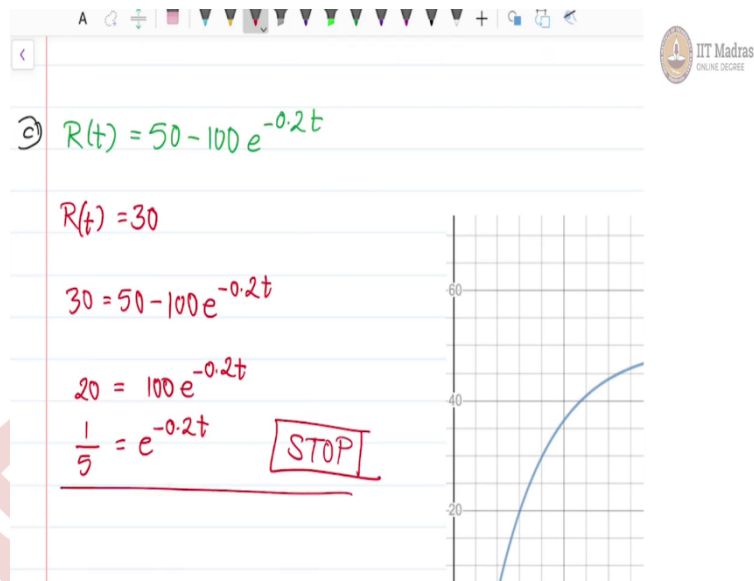 A
IIT Madras
ONLINE DEGREE
c) R(t) = 50 - 100 e^{-0.2t}
R(t) = 30
30 = 50 - 100e^{-0.2t}
20 = 100 e^{-0.2t}
1/5 = e^{-0.2t}
STOP
60
40
20